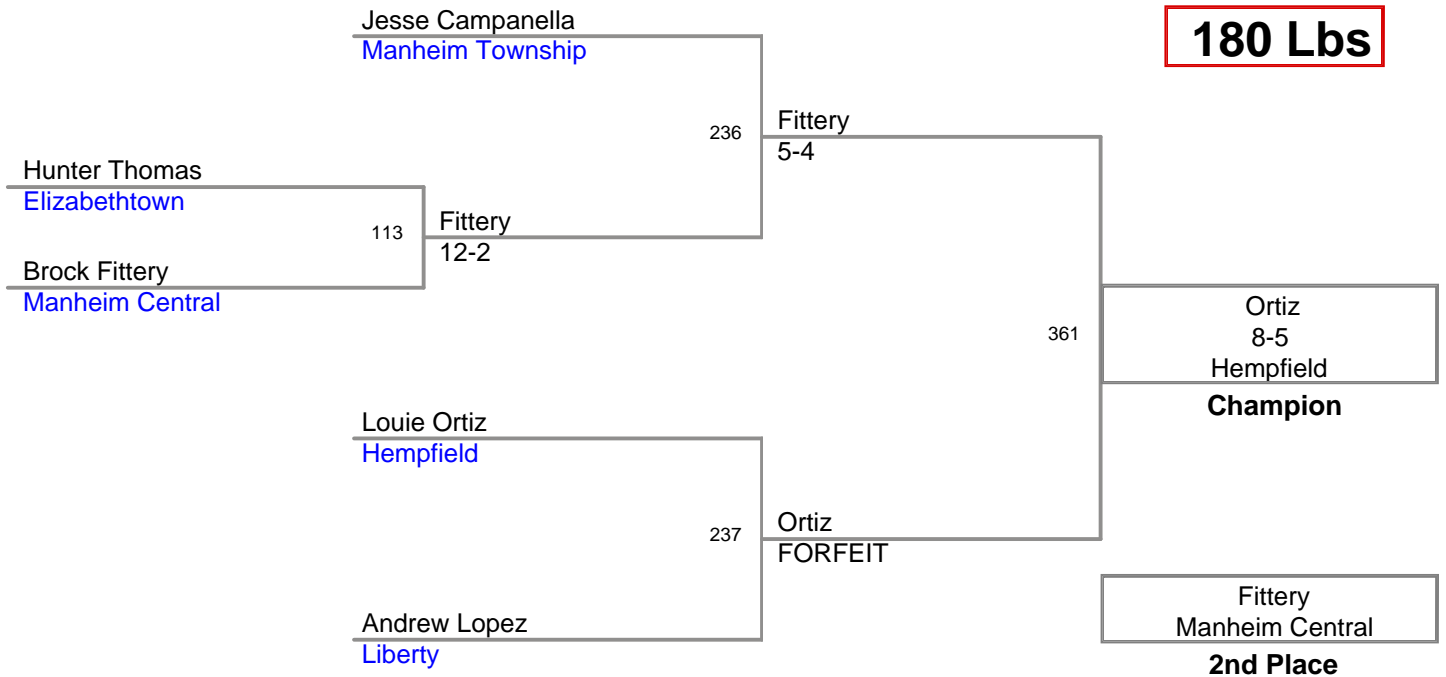 Jesse Campanella
Manheim Township
180 Lbs
236
Fittery
5-4
Hunter Thomas
Elizabethtown
113
Fittery
12-2
Brock Fittery
Manheim Central
361
Ortiz
8-5
Hempfield
Champion
Louie Ortiz
Hempfield
237
Ortiz
FORFEIT
Andrew Lopez
Liberty
Fittery
Manheim Central
2nd Place